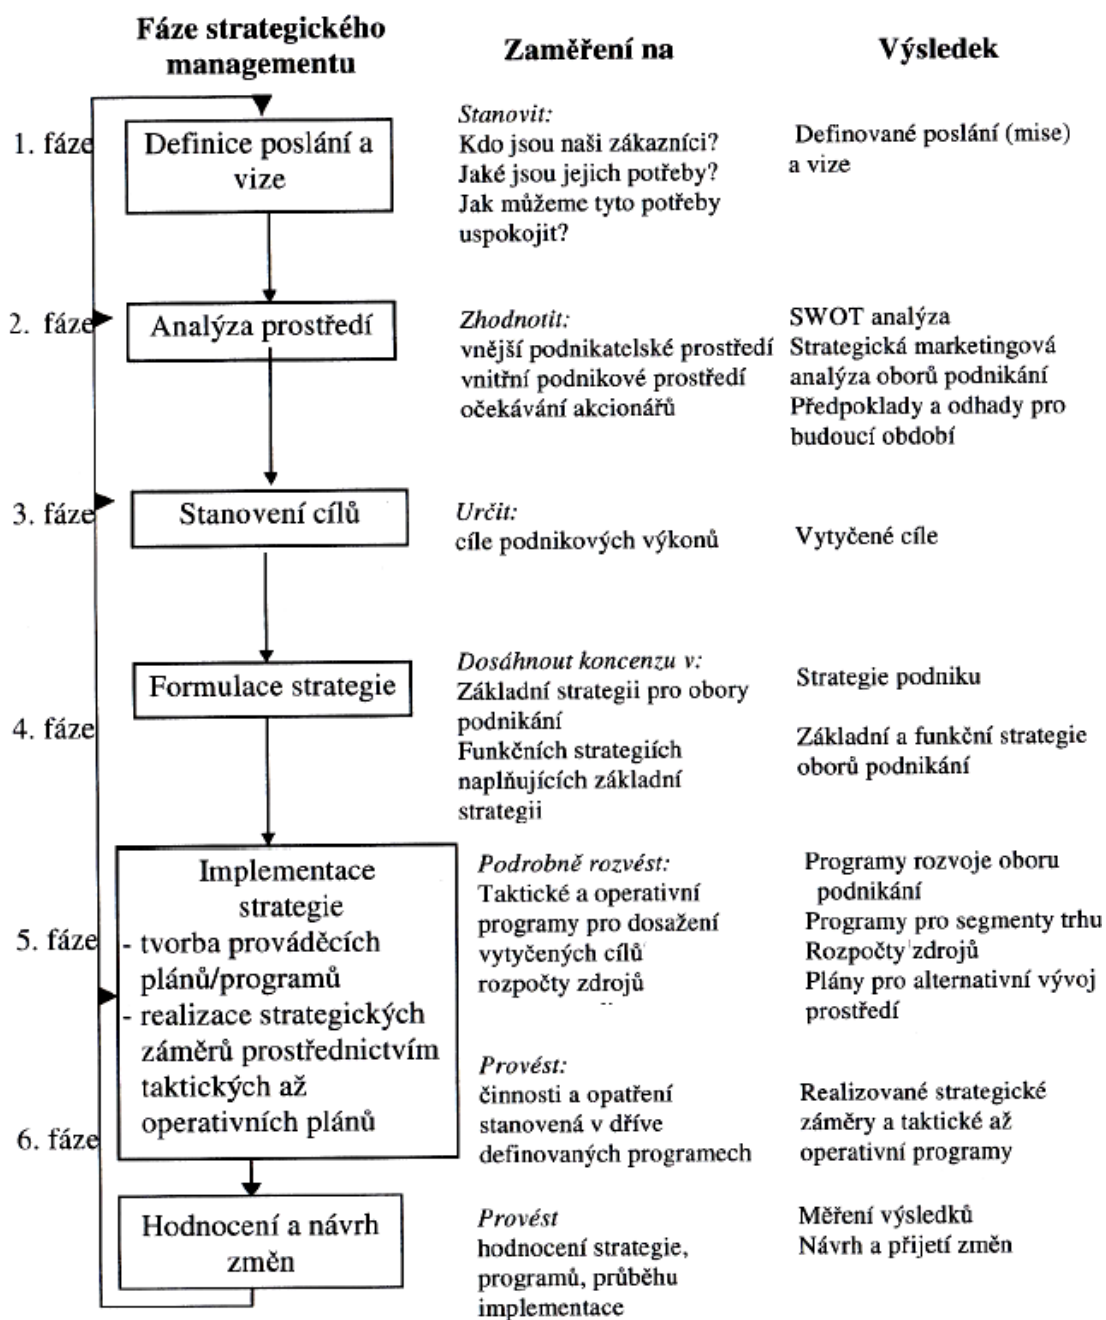 Fáze strategického
managementu
Zaměření na
Výsledek
1. fáze
Definice poslání a
vize
Stanovit:
Kdo jsou naši zákazníci?
Jaké jsou jejich potřeby?
Jak můžeme tyto potřeby
uspokojit?
Definované poslání (mise)
a vize
2. fáze
Analýza prostředí
Zhodnotit:
vnější podnikatelské prostředí
vnitřní podnikové prostředí
očekávání akcionářů
SWOT analýza
Strategická marketingová
analýza oborů podnikání
Předpoklady a odhady pro
budoucí období
3. fáze
Stanovení cílů
Určit:
cíle podnikových výkonů
Vytyčené cíle
4. fáze
Formulace strategie
Dosáhnout koncenzu v:
Základní strategii pro obory
podnikání
Funkčních strategiích
naplňujících základní
strategii
Strategie podniku
Základní a funkční strategie
oborů podnikání
5. fáze
Implementace
strategie
- tvorba prováděcích
plánů/programů
- realizace strategických
záměrů prostřednictvím
taktických až
operativních plánů
Podrobně rozvést:
Taktické a operativní
programy pro dosažení
vytyčených cílů
rozpočty zdrojů
Programy rozvoje oboru
podnikání
Programy pro segmenty trhu
Rozpočty zdrojů
Plány pro alternativní vývoj
prostředí
6. fáze
Provést:
činnosti a opatření
stanovená v dříve
definovaných programech
Realizované strategické
záměry a taktické až
operativní programy
Hodnocení a návrh
změn
Provést
hodnocení strategie,
programů, průběhu
implementace
Měření výsledků
Návrh a přijetí změn